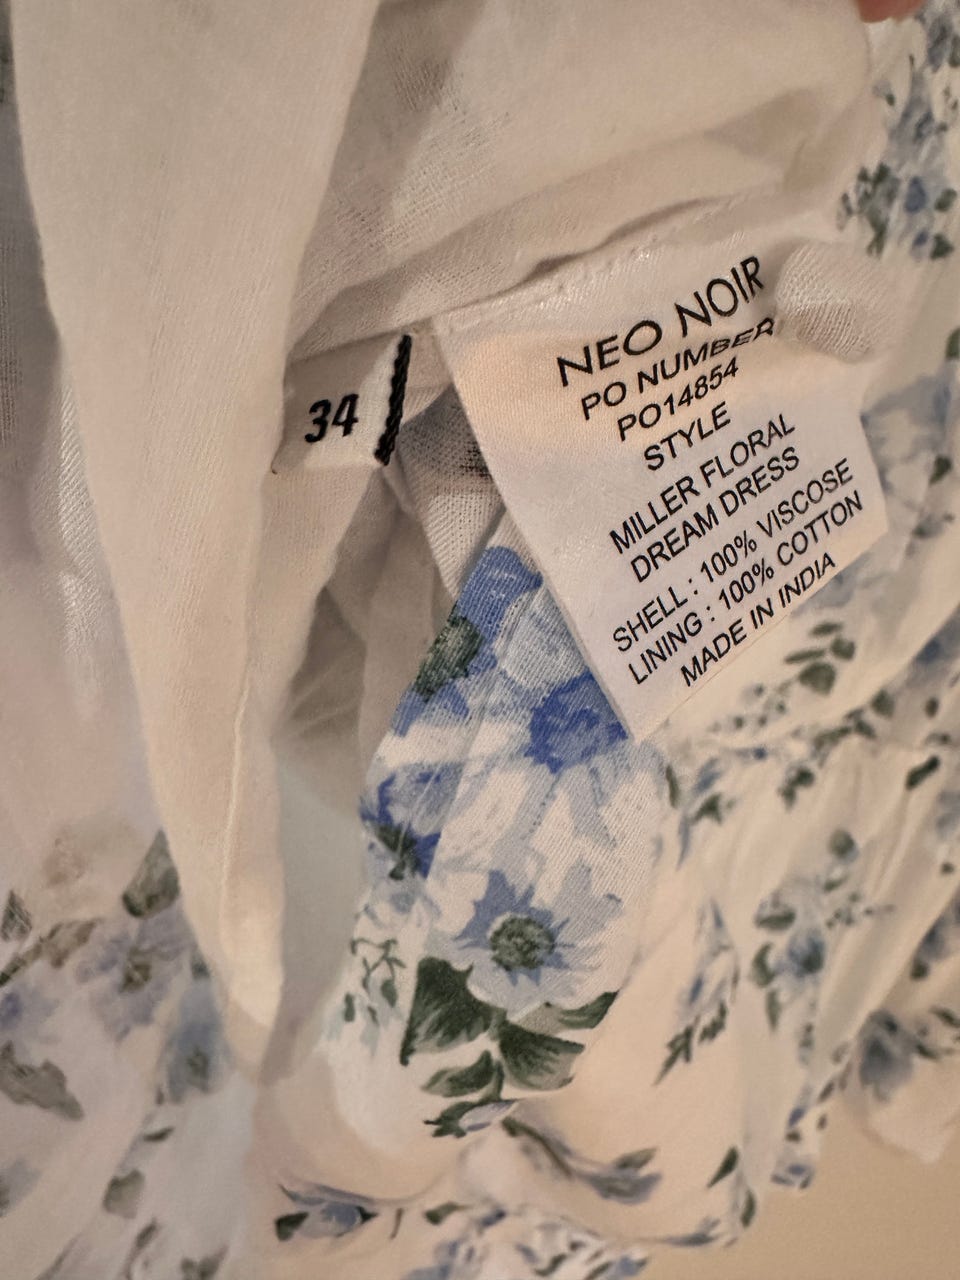 34
NEO NOIR
PO NUMBER
PO14854
STYLE
MILLER FLORAL
DREAM DRESS
SHELL : 100% VISCOSE
LINING : 100% COTTON
MADE IN INDIA